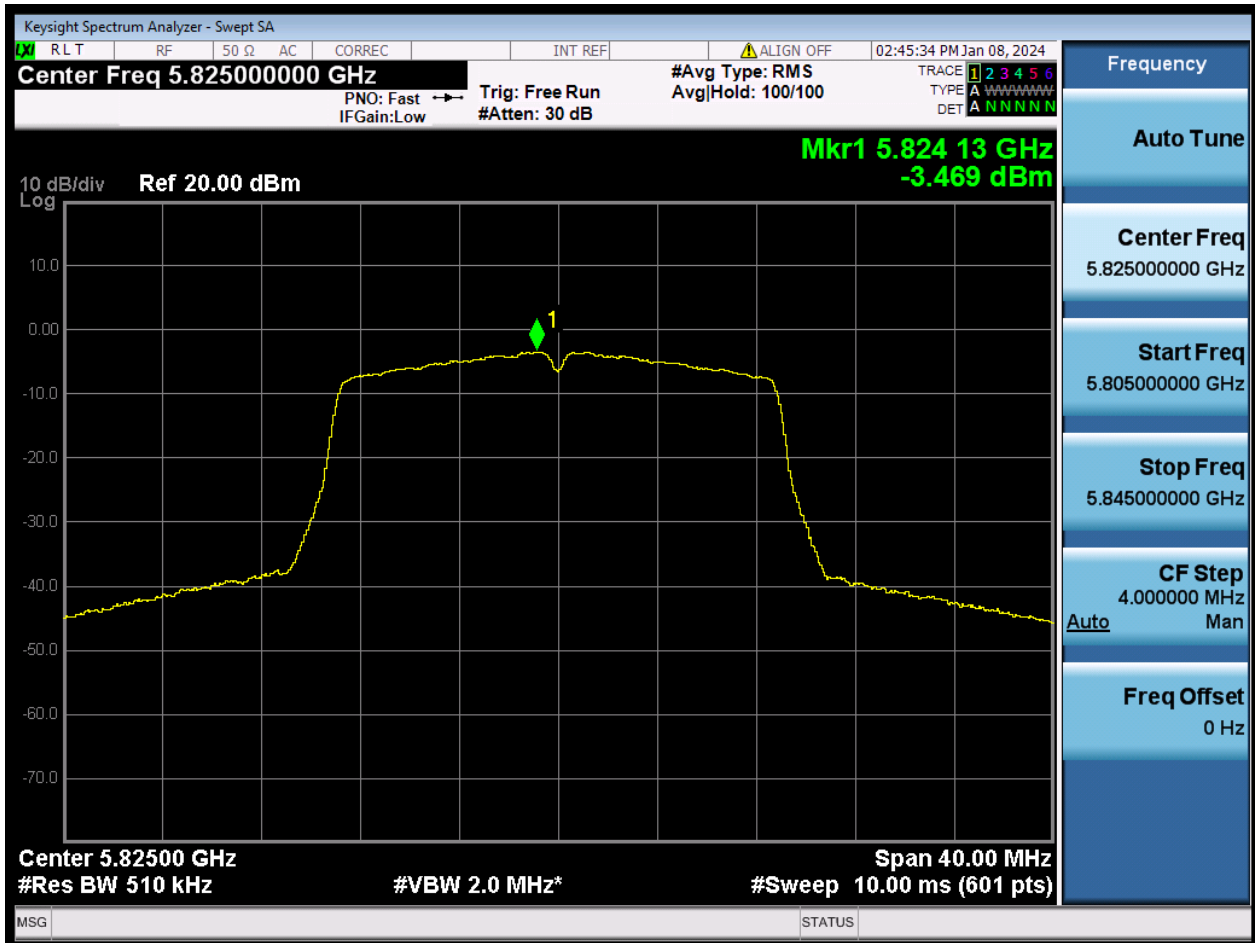 Keysight Spectrum Analyzer - Swept SA
LXI RLT RF 50 Ω AC CORREC INT REF ALIGN OFF 02:45:34 PM Jan 08, 2024
Center Freq 5.825000000 GHz
PNO: Fast
IFGain:Low
Trig: Free Run
#Atten: 30 dB
#Avg Type: RMS
Avg|Hold: 100/100
TRACE 1 2 3 4 5 6
TYPE A WWWWW
DET A N N N N N
Mkr1 5.824 13 GHz
-3.469 dBm
10 dB/div Ref 20.00 dBm
Log
10.0
0.00
-10.0
-20.0
-30.0
-40.0
-50.0
-60.0
-70.0
1
Center 5.82500 GHz Span 40.00 MHz
#Res BW 510 kHz #VBW 2.0 MHz* #Sweep 10.00 ms (601 pts)
MSG STATUS
Frequency
Auto Tune
Center Freq
5.825000000 GHz
Start Freq
5.805000000 GHz
Stop Freq
5.845000000 GHz
CF Step
4.000000 MHz
Auto Man
Freq Offset
0 Hz